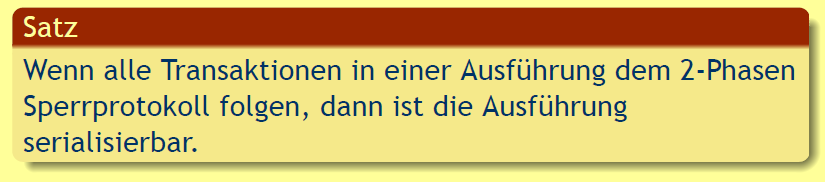 Satz
Wenn alle Transaktionen in einer Ausführung dem 2-Phasen
Sperrprotokoll folgen, dann ist die Ausführung
serialisierbar.